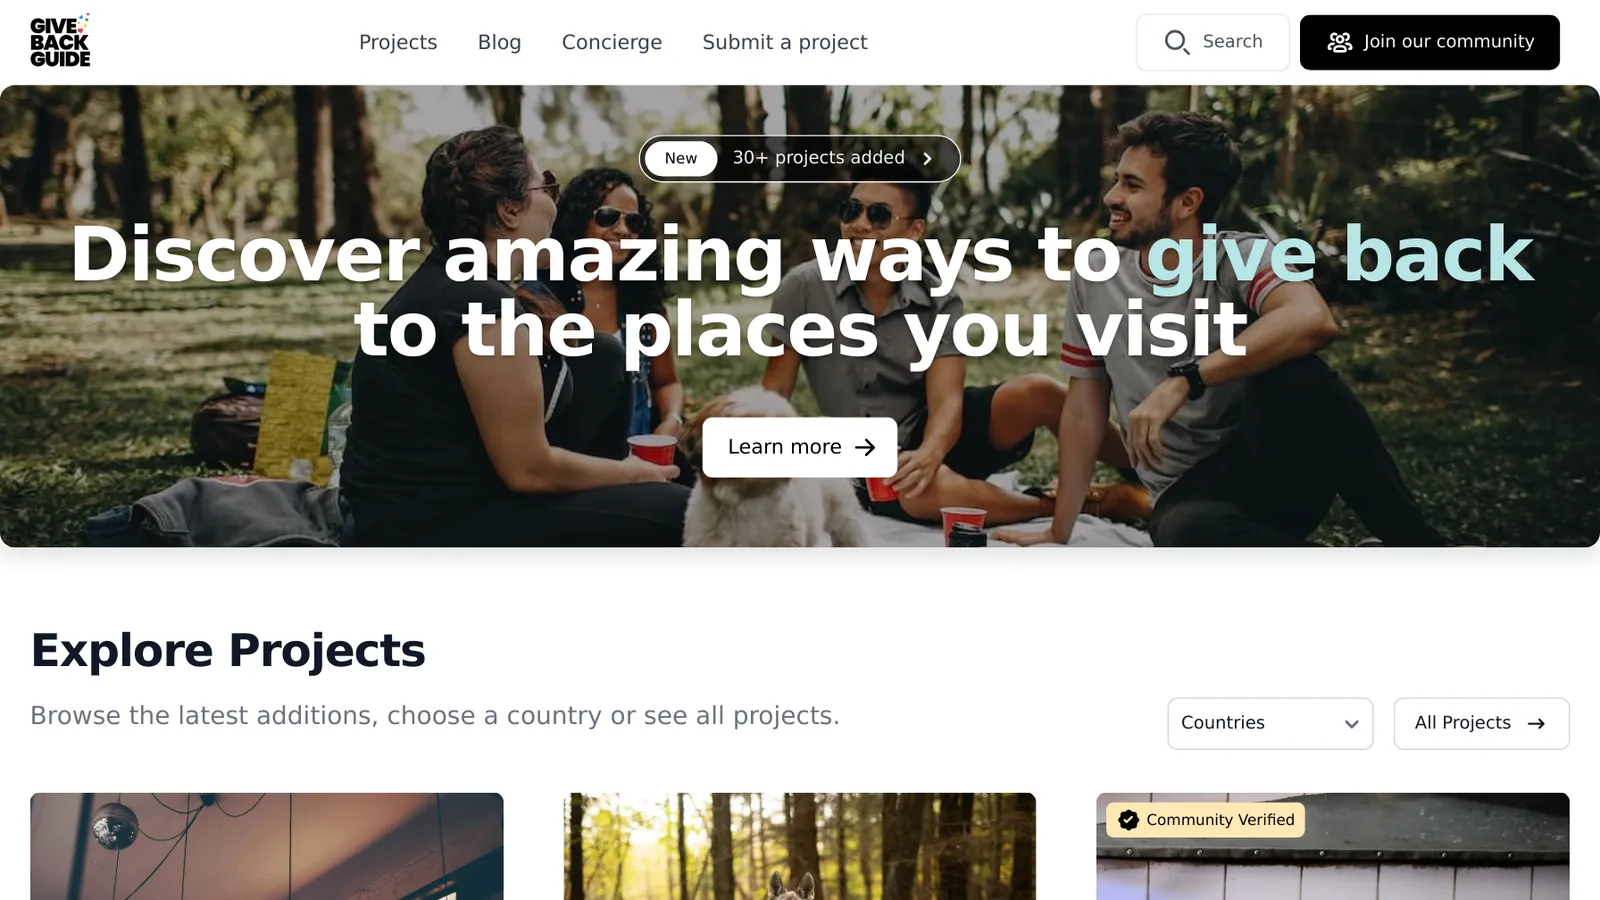 GIVE
BACK
GUIDE
Projects
Blog
Concierge
Submit a project
Search
Join our community
New
30+ projects added
Discover amazing ways to give back
to the places you visit
Learn more
Explore Projects
Browse the latest additions, choose a country or see all projects.
Countries
All Projects
Community Verified